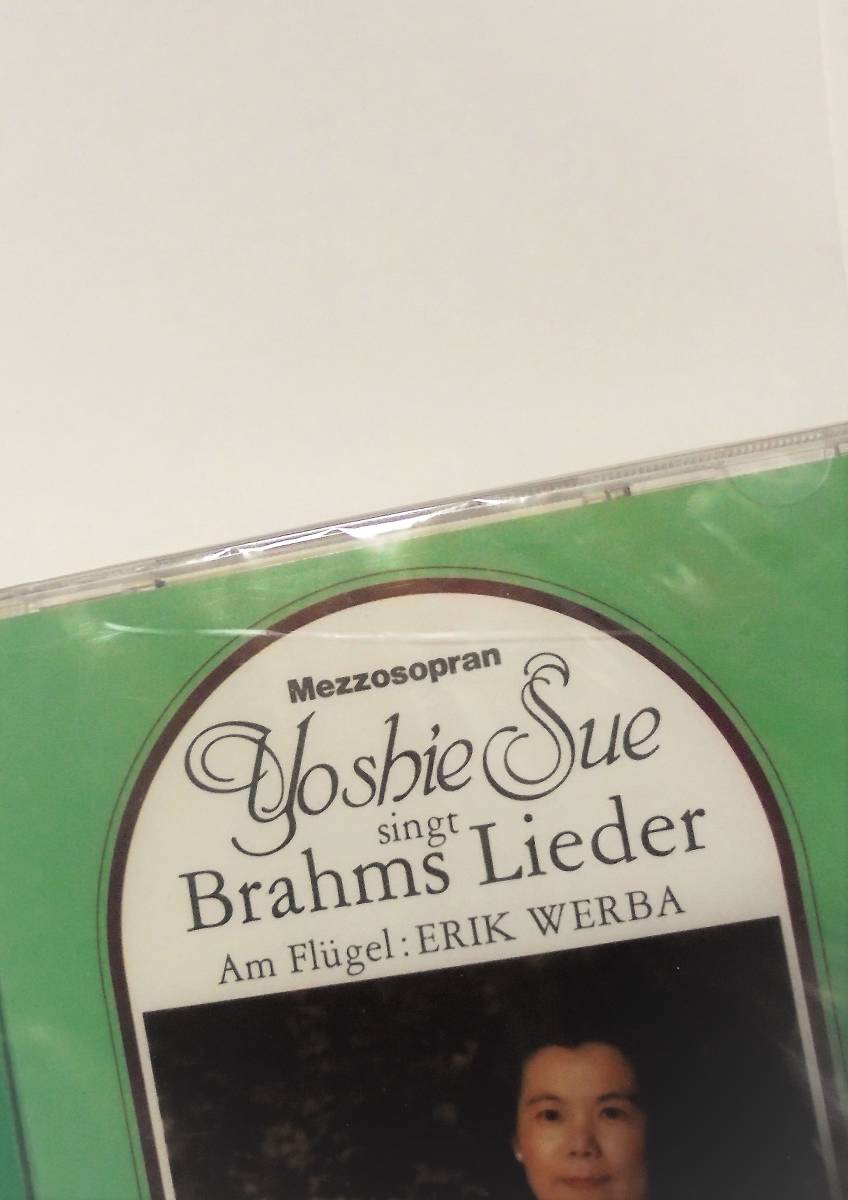 Mezzosopran
Yoshie Sue
singt
Brahms Lieder
Am Flügel: ERIK WERBA